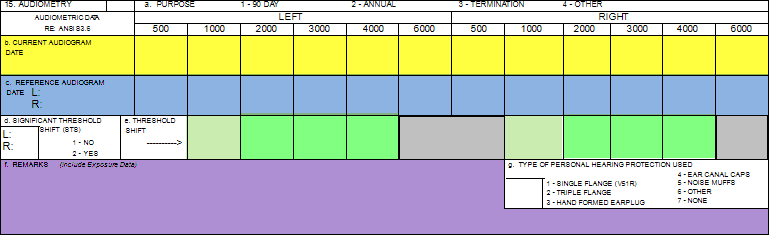 15. AUDIOMETRY a. PURPOSE 1 - 90 DAY 2 - ANNUAL 3 - TERMINATION 4 - OTHER
AUDIOMETRIC DATA LEFT RIGHT
RE: ANSI S3.6 500 1000 2000 3000 4000 6000 500 1000 2000 3000 4000 6000
b. CURRENT AUDIOGRAM
DATE
c. REFERENCE AUDIOGRAM
DATE L:
R:
d. SIGNIFICANT THRESHOLD e. THRESHOLD
L: SHIFT (STS) SHIFT
R: 1 - NO ---------->
2 - YES
f. REMARKS (Include Exposure Data) g. TYPE OF PERSONAL HEARING PROTECTION USED
4 - EAR CANAL CAPS
1 - SINGLE FLANGE (V51R) 5 - NOISE MUFFS
2 - TRIPLE FLANGE 6 - OTHER
3 - HAND FORMED EARPLUG 7 - NONE